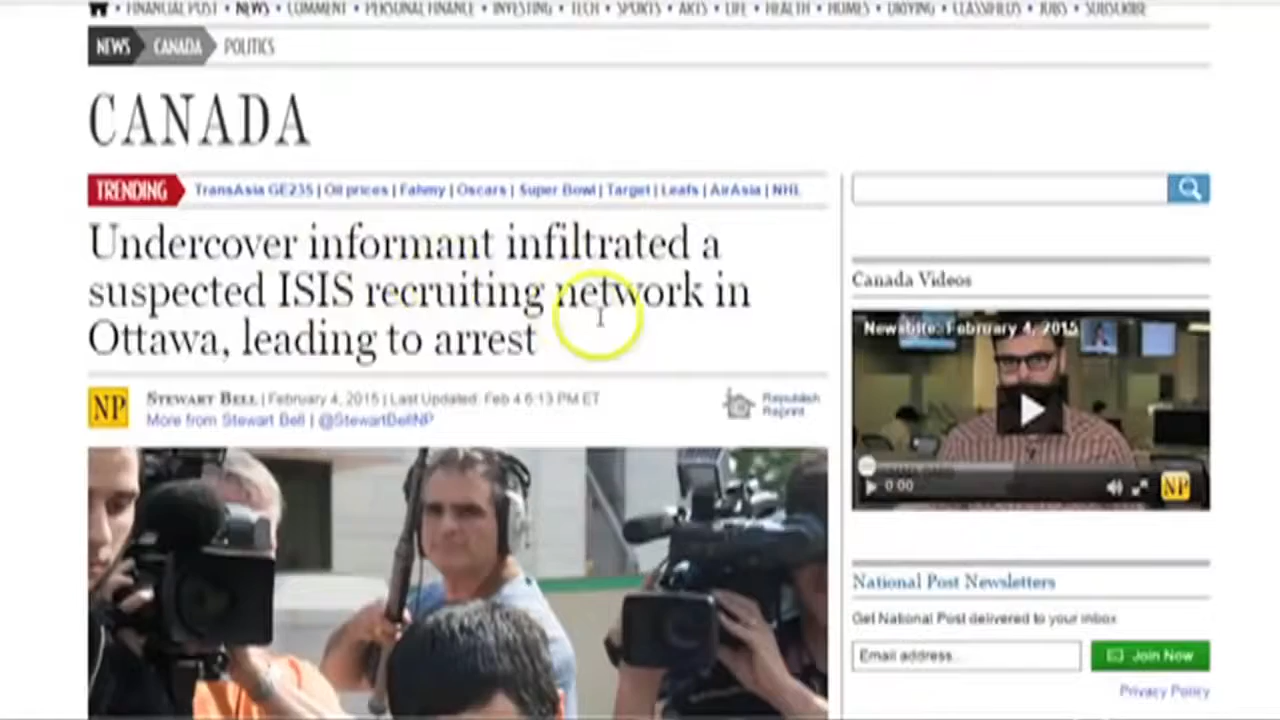 FINANCIAL POST • NEWS • COMMENT • PERSONAL FINANCE • INVESTING • TECH • SPORTS • ARTS • LIFE • HEALTH • HOMES • DRIVING • CLASSIFIEDS • JOBS • SUBSCRIBE
NEWS CANADA POLITICS
CANADA
TRENDING TransAsia GE235 | Oil prices | Fahmy | Oscars | Super Bowl | Target | Leafs | AirAsia | NHL
Undercover informant infiltrated a
suspected ISIS recruiting network in
Ottawa, leading to arrest
NP STEWART BELL | February 4, 2015 | Last Updated: Feb 4 6:13 PM ET
More from Stewart Bell | @StewartBellNP
Republish
Reprint
Canada Videos
Newsbite: February 4, 2015
0:00
NP
National Post Newsletters
Get National Post delivered to your inbox
Email address...
Join Now
Privacy Policy